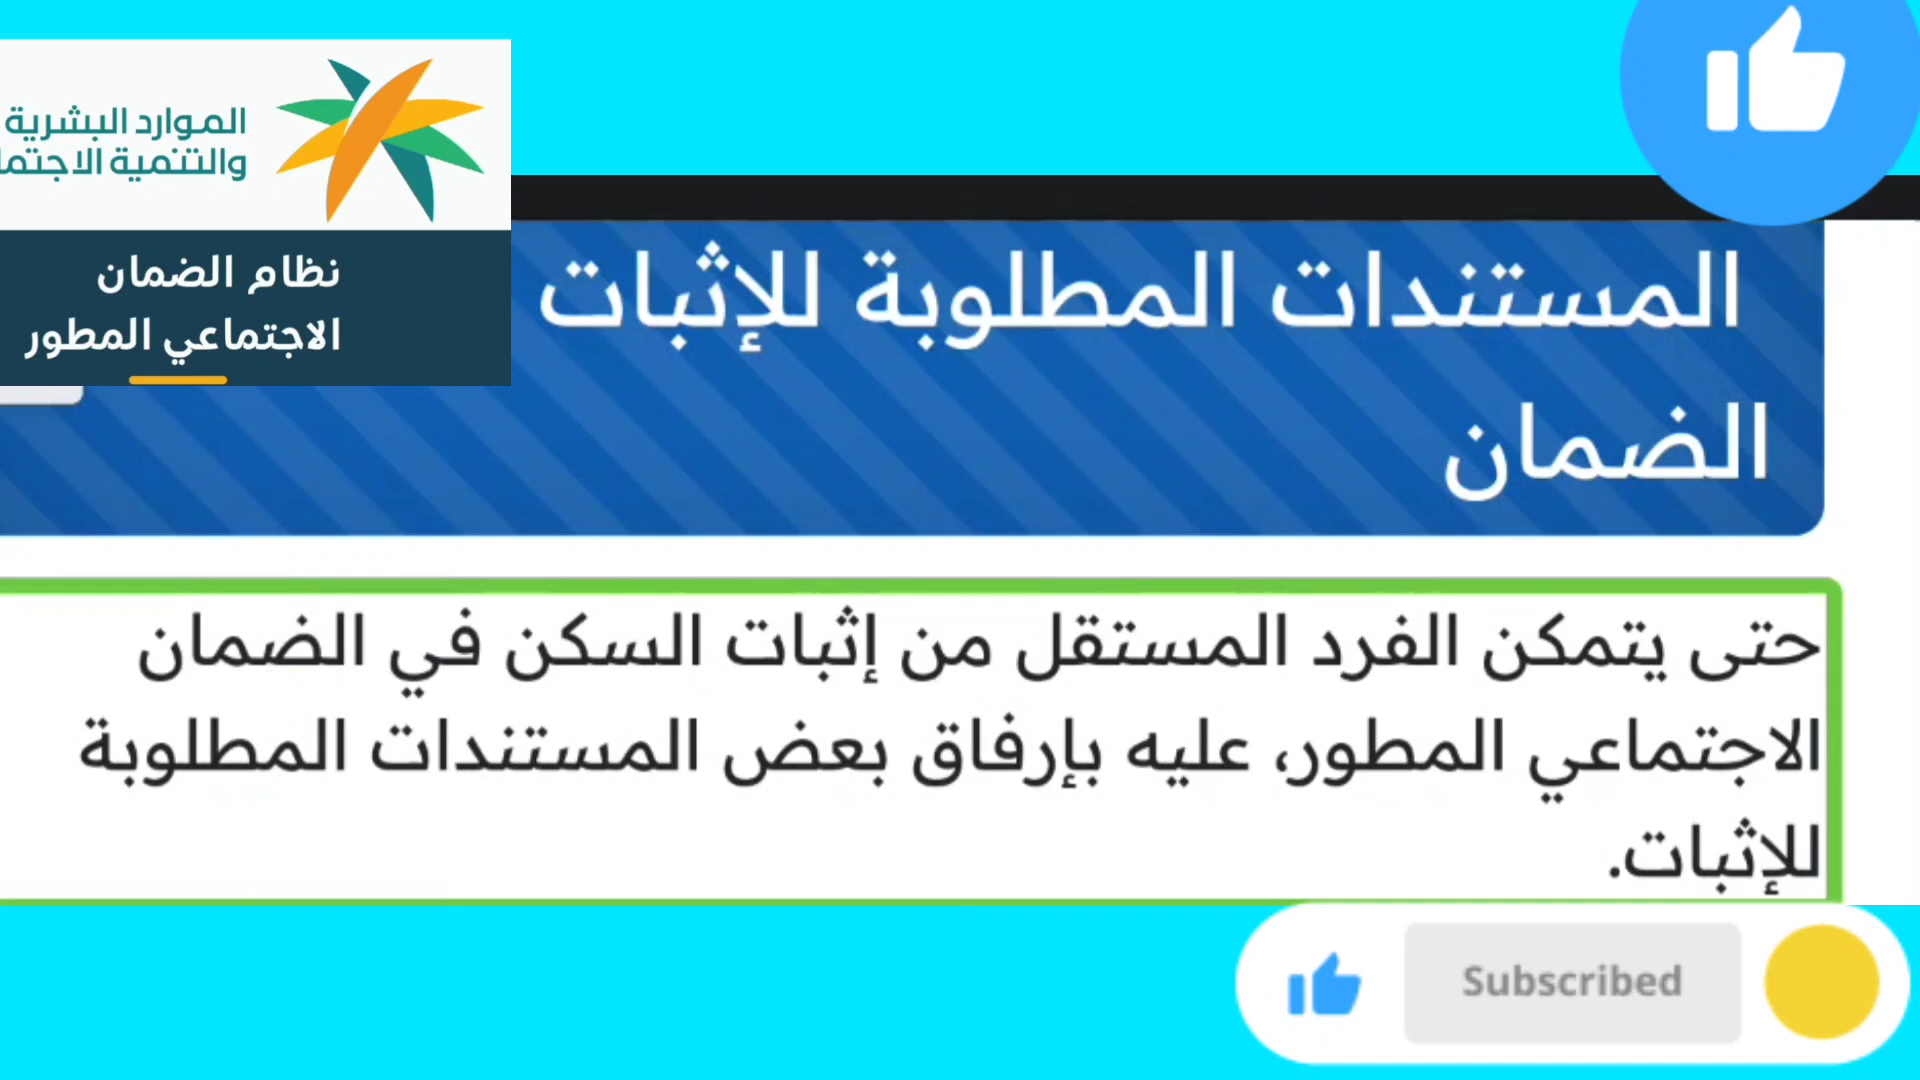 الموارد البشرية
نظام الضمان
الاجتماعي المطور
المستندات المطلوبة للإثبات
الضمان
حتى يتمكن الفرد المستقل من إثبات السكن في الضمان
الاجتماعي المطور، عليه بإرفاق بعض المستندات المطلوبة
للإثبات.
Subscribed